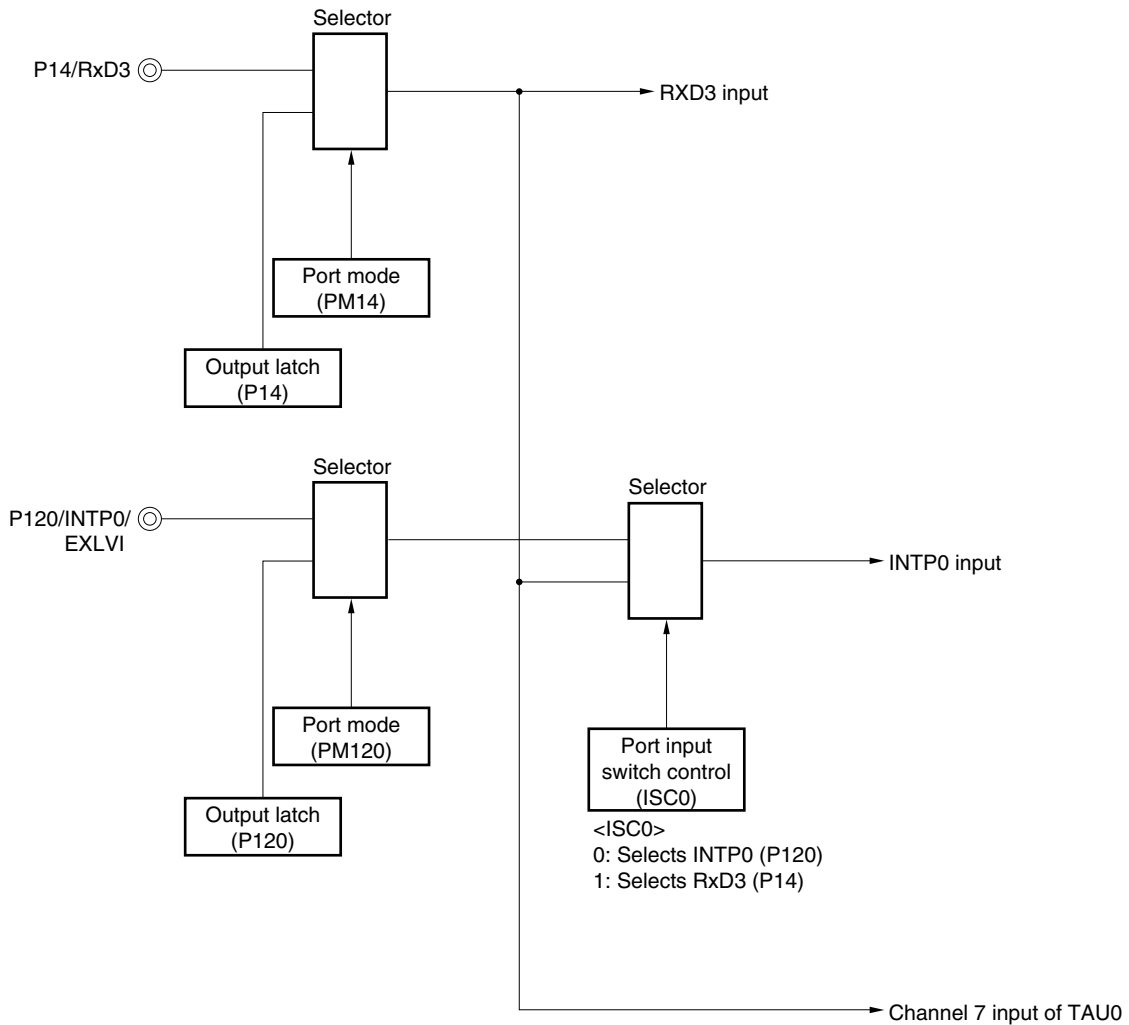 Selector
P14/RxD3
RXD3 input
Port mode
(PM14)
Output latch
(P14)
Selector
Selector
P120/INTP0/
EXLVI
INTP0 input
Port mode
(PM120)
Port input
switch control
(ISC0)
Output latch
(P120)
<ISC0>
0: Selects INTP0 (P120)
1: Selects RxD3 (P14)
Channel 7 input of TAU0